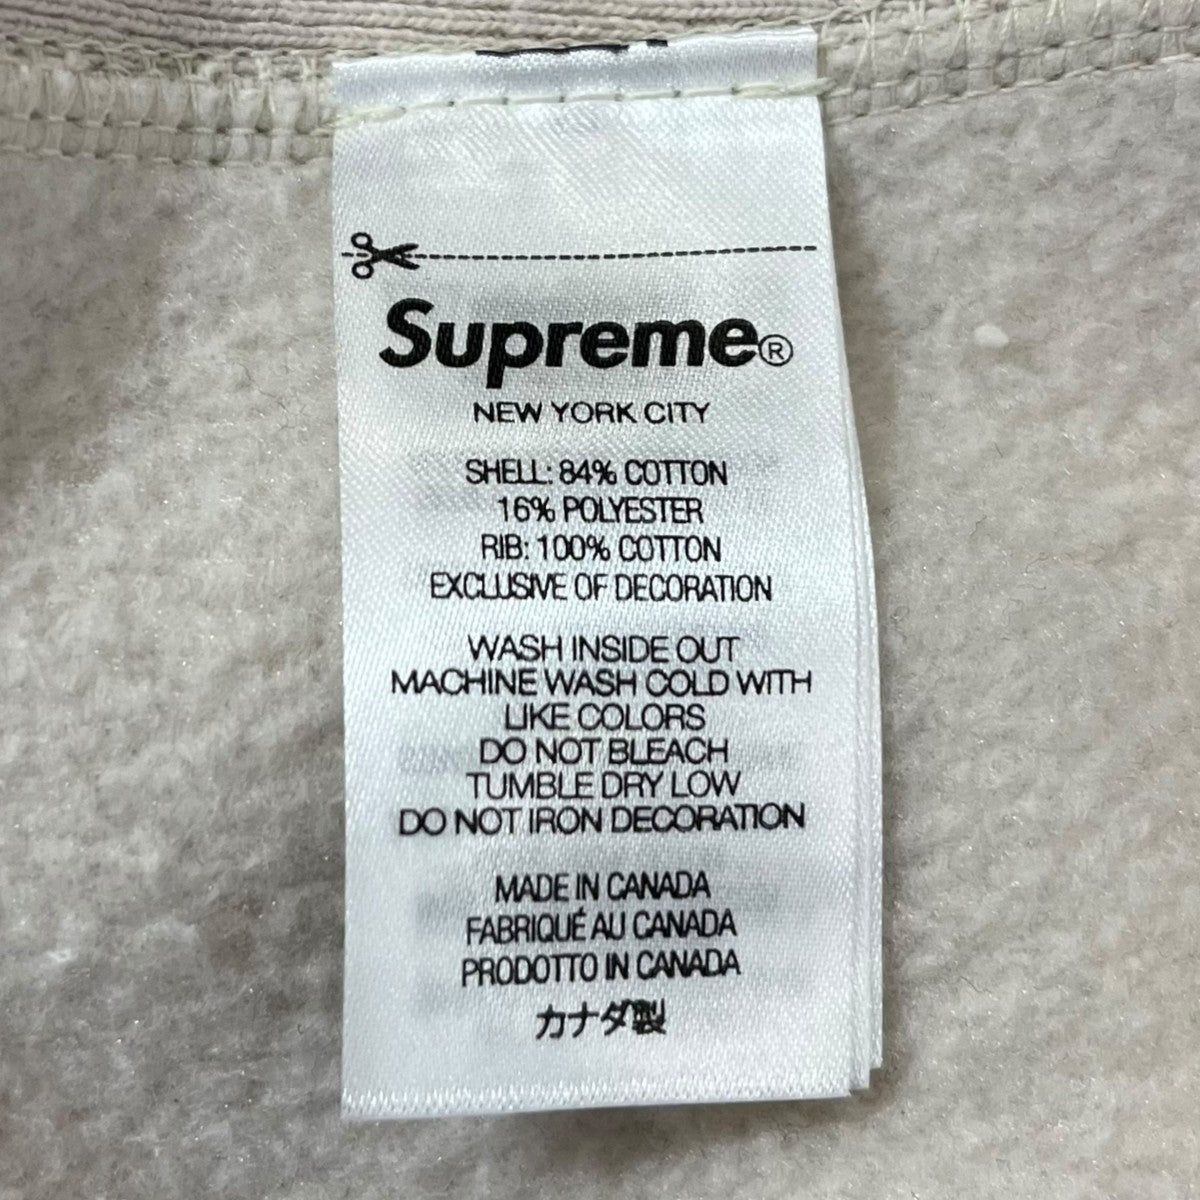 Supreme®
NEW YORK CITY
SHELL: 84% COTTON
16% POLYESTER
RIB: 100% COTTON
EXCLUSIVE OF DECORATION
WASH INSIDE OUT
MACHINE WASH COLD WITH
LIKE COLORS
DO NOT BLEACH
TUMBLE DRY LOW
DO NOT IRON DECORATION
MADE IN CANADA
FABRIQUÉ AU CANADA
PRODOTTO IN CANADA
カナダ製